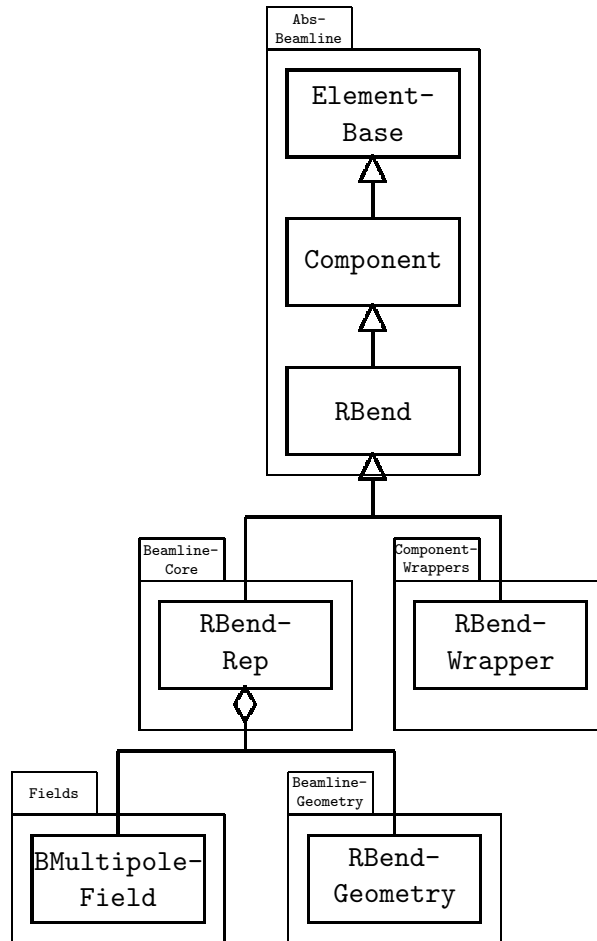 Abs-
Beamline
Element-
Base
Component
RBend
Beamline-
Core
Component-
Wrappers
RBend-
Rep
RBend-
Wrapper
Fields
Beamline-
Geometry
BMultipole-
Field
RBend-
Geometry